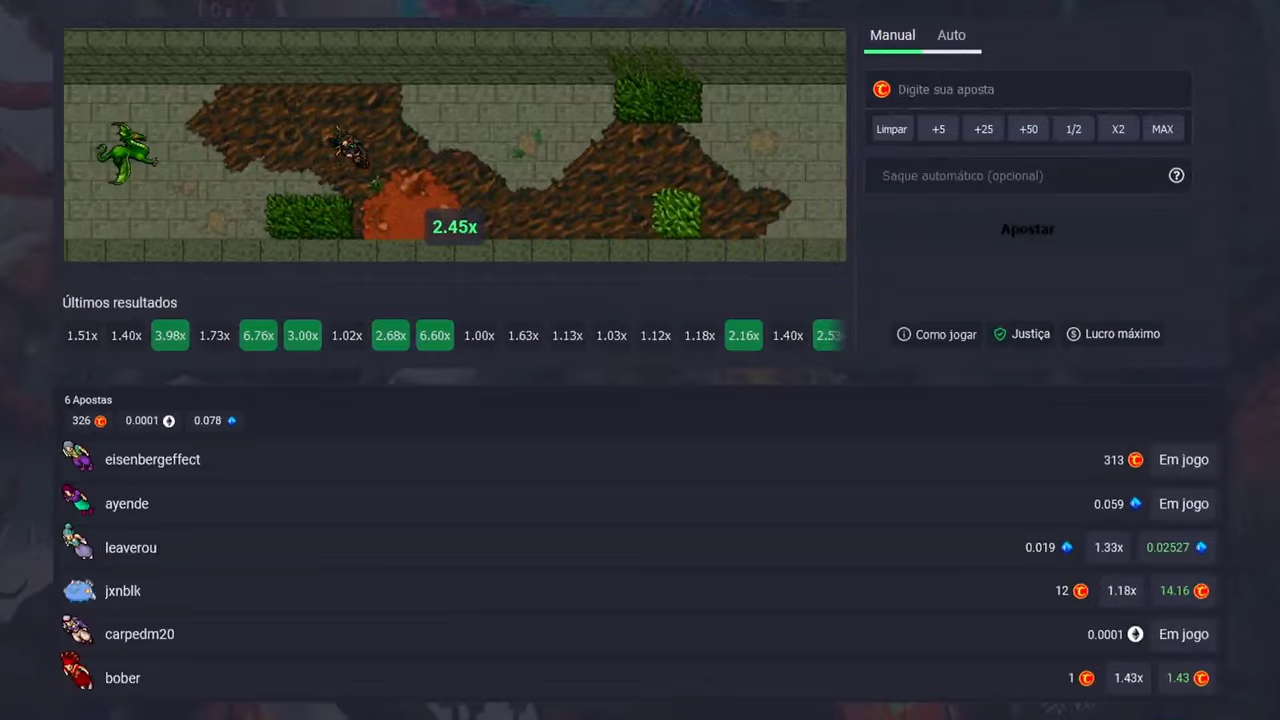 Manual Auto
Digite sua aposta
Limpar +5 +25 +50 1/2 X2 MAX
Saque automático (opcional)
2.45x
Apostar
Últimos resultados
1.51x 1.40x 3.98x 1.73x 6.76x 3.00x 1.02x 2.68x 6.60x 1.00x 1.63x 1.13x 1.03x 1.12x 1.18x 2.16x 1.40x 2.53
Como jogar Justiça Lucro máximo
6 Apostas
326 0.0001 0.078
eisenbergeffect 313 Em jogo
ayende 0.059 Em jogo
leaverou 0.019 1.33x 0.02527
jxnblk 12 1.18x 14.16
carpedm20 0.0001 Em jogo
bober 1 1.43x 1.43